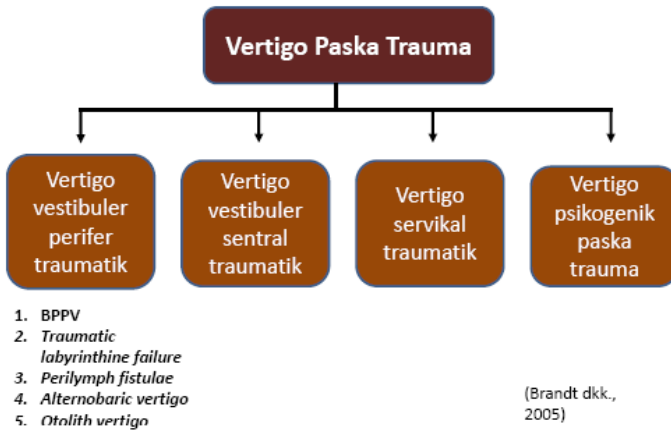 Vertigo Paska Trauma
Vertigo
vestibuler
perifer
traumatik
Vertigo
vestibuler
sentral
traumatik
Vertigo
servikal
traumatik
Vertigo
psikogenik
paska
trauma
1. BPPV
2. Traumatic
labyrinthine failure
3. Perilymph fistulae
4. Alternobaric vertigo
5. Otolith vertigo
(Brandt dkk.,
2005)